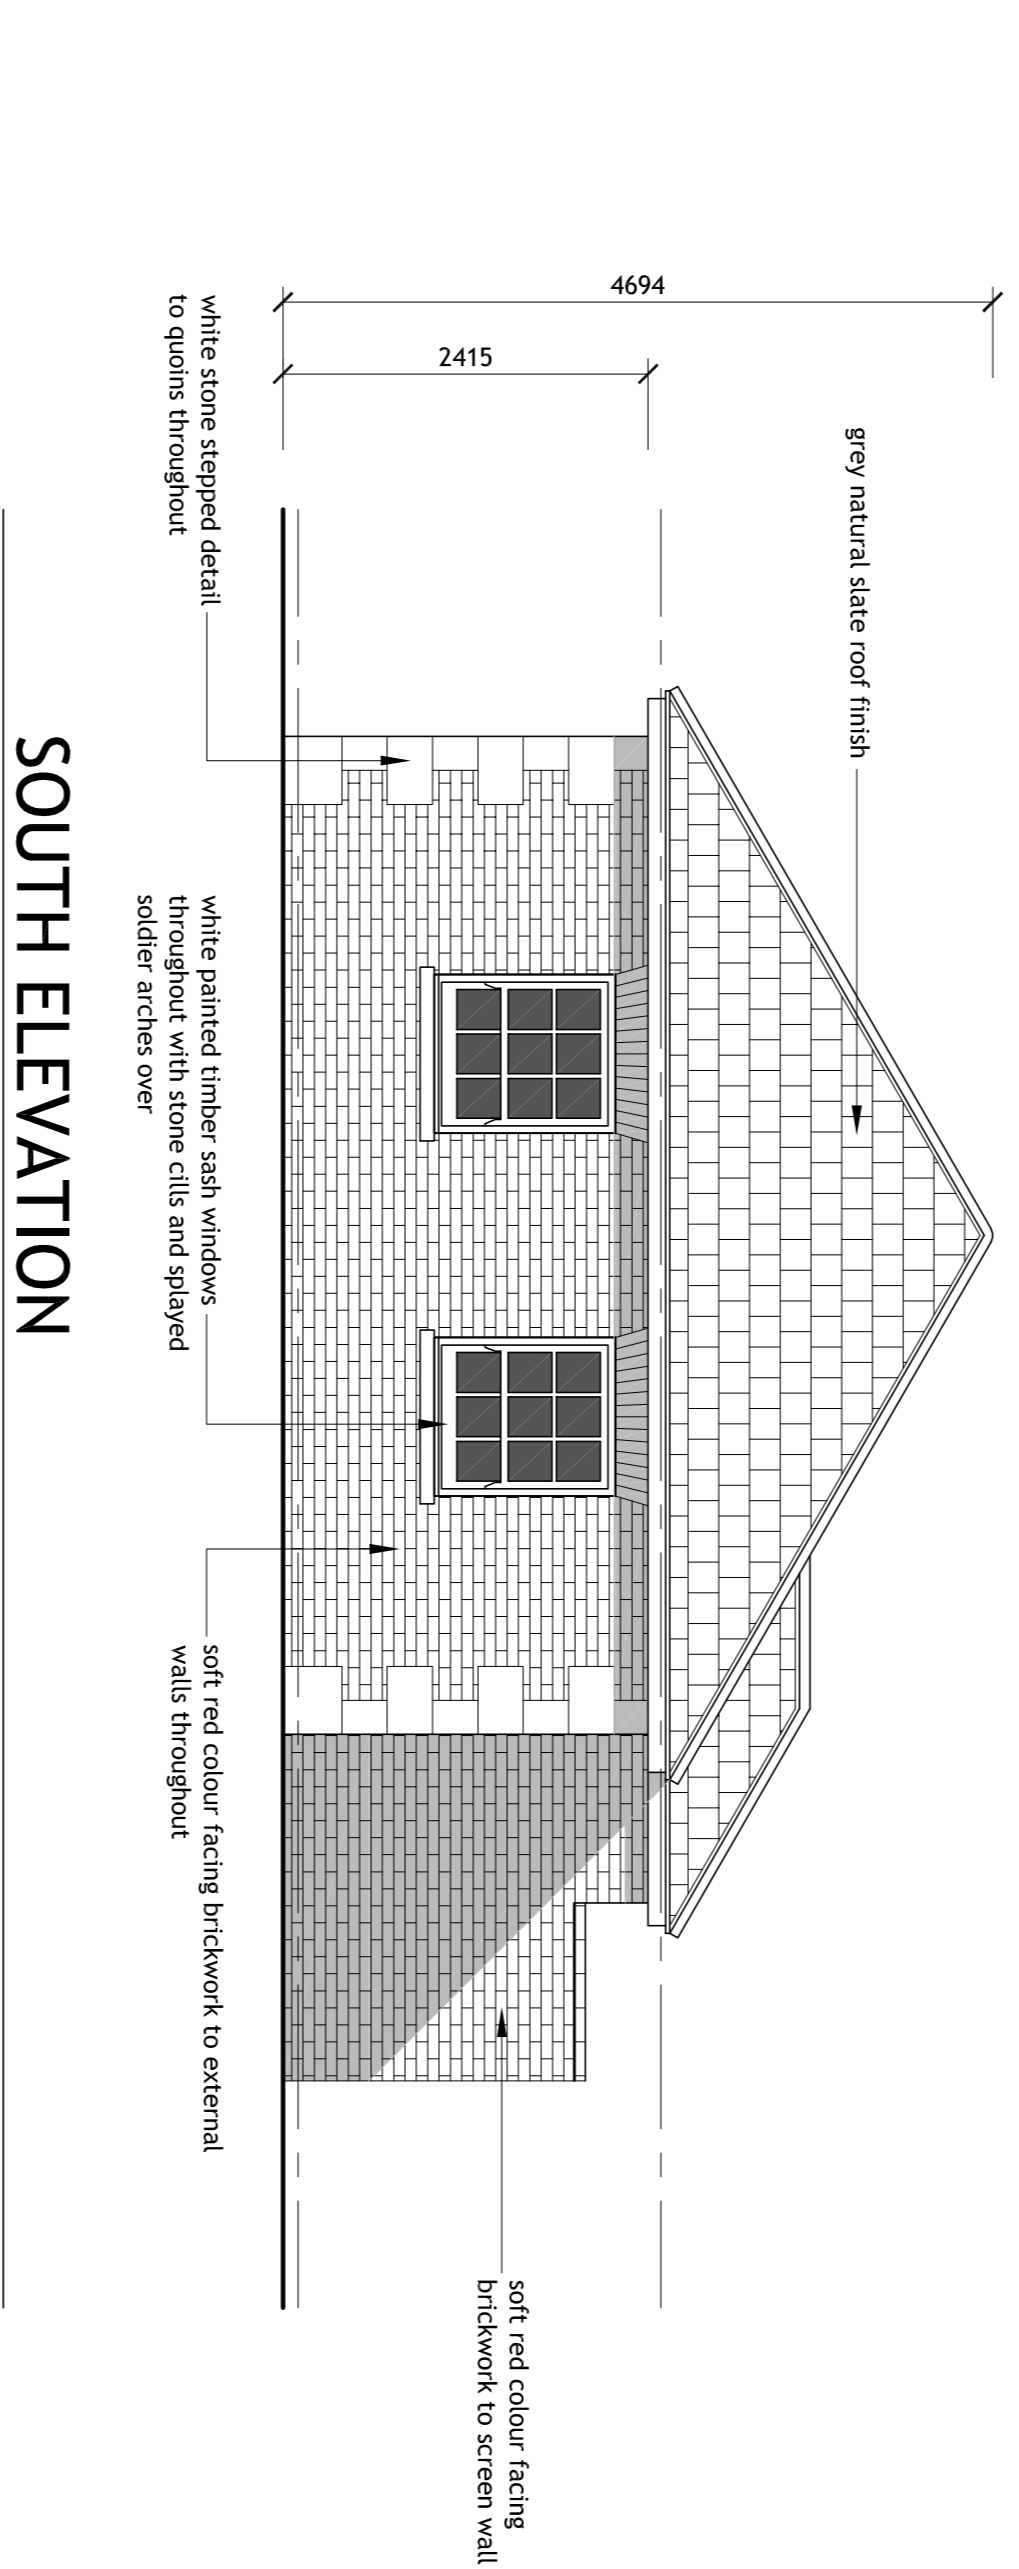 4694
2415
grey natural slate roof finish
white stone stepped detail
to quoins throughout
white painted timber sash windows
throughout with stone cills and splayed
soldier arches over
soft red colour facing brickwork to external
walls throughout
soft red colour facing
brickwork to screen wall
SOUTH ELEVATION